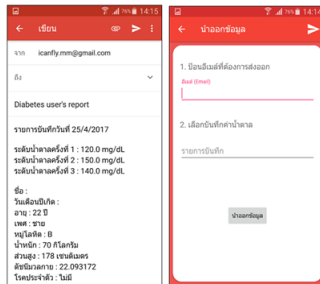 76% 14:15
เขียน
จาก icanfly.mm@gmail.com
ถึง
Diabetes user's report
รายการบันทึกวันที่ 25/4/2017
ระดับน้ำตาลครั้งที่ 1 : 120.0 mg/dL
ระดับน้ำตาลครั้งที่ 2 : 150.0 mg/dL
ระดับน้ำตาลครั้งที่ 3 : 140.0 mg/dL
ชื่อ :
วันเดือนปีเกิด :
อายุ : 22 ปี
เพศ : ชาย
หมู่โลหิต : B
น้ำหนัก : 70 กิโลกรัม
ส่วนสูง : 178 เซนติเมตร
ดัชนีมวลกาย : 22.093172
โรคประจำตัว : ไม่มี
76% 14:14
นำออกข้อมูล
1. ป้อนอีเมล์ที่ต้องการส่งออก
อีเมล์ (Email)
2. เลือกบันทึกค่าน้ำตาล
รายการบันทึก
นำออกข้อมูล